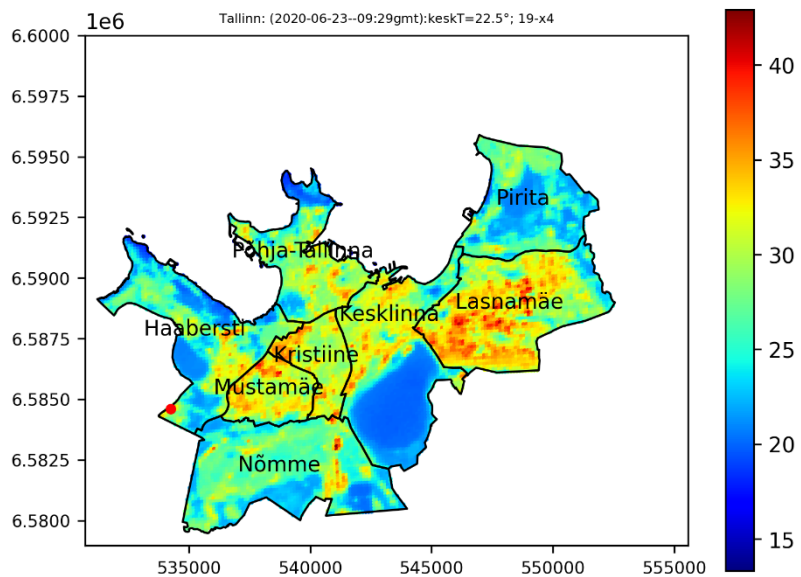 Tallinn: (2020-06-23--09:29gmt):keskT=22.5°; 19-x4
1e6
6.6000
6.5975
6.5950
6.5925
6.5900
6.5875
6.5850
6.5825
6.5800
Pirita
Põhja-Tallinna
Lasnamäe
Kesklinna
Haabersti
Kristiine
Mustamäe
Nõmme
535000 540000 545000 550000 555000
40
35
30
25
20
15